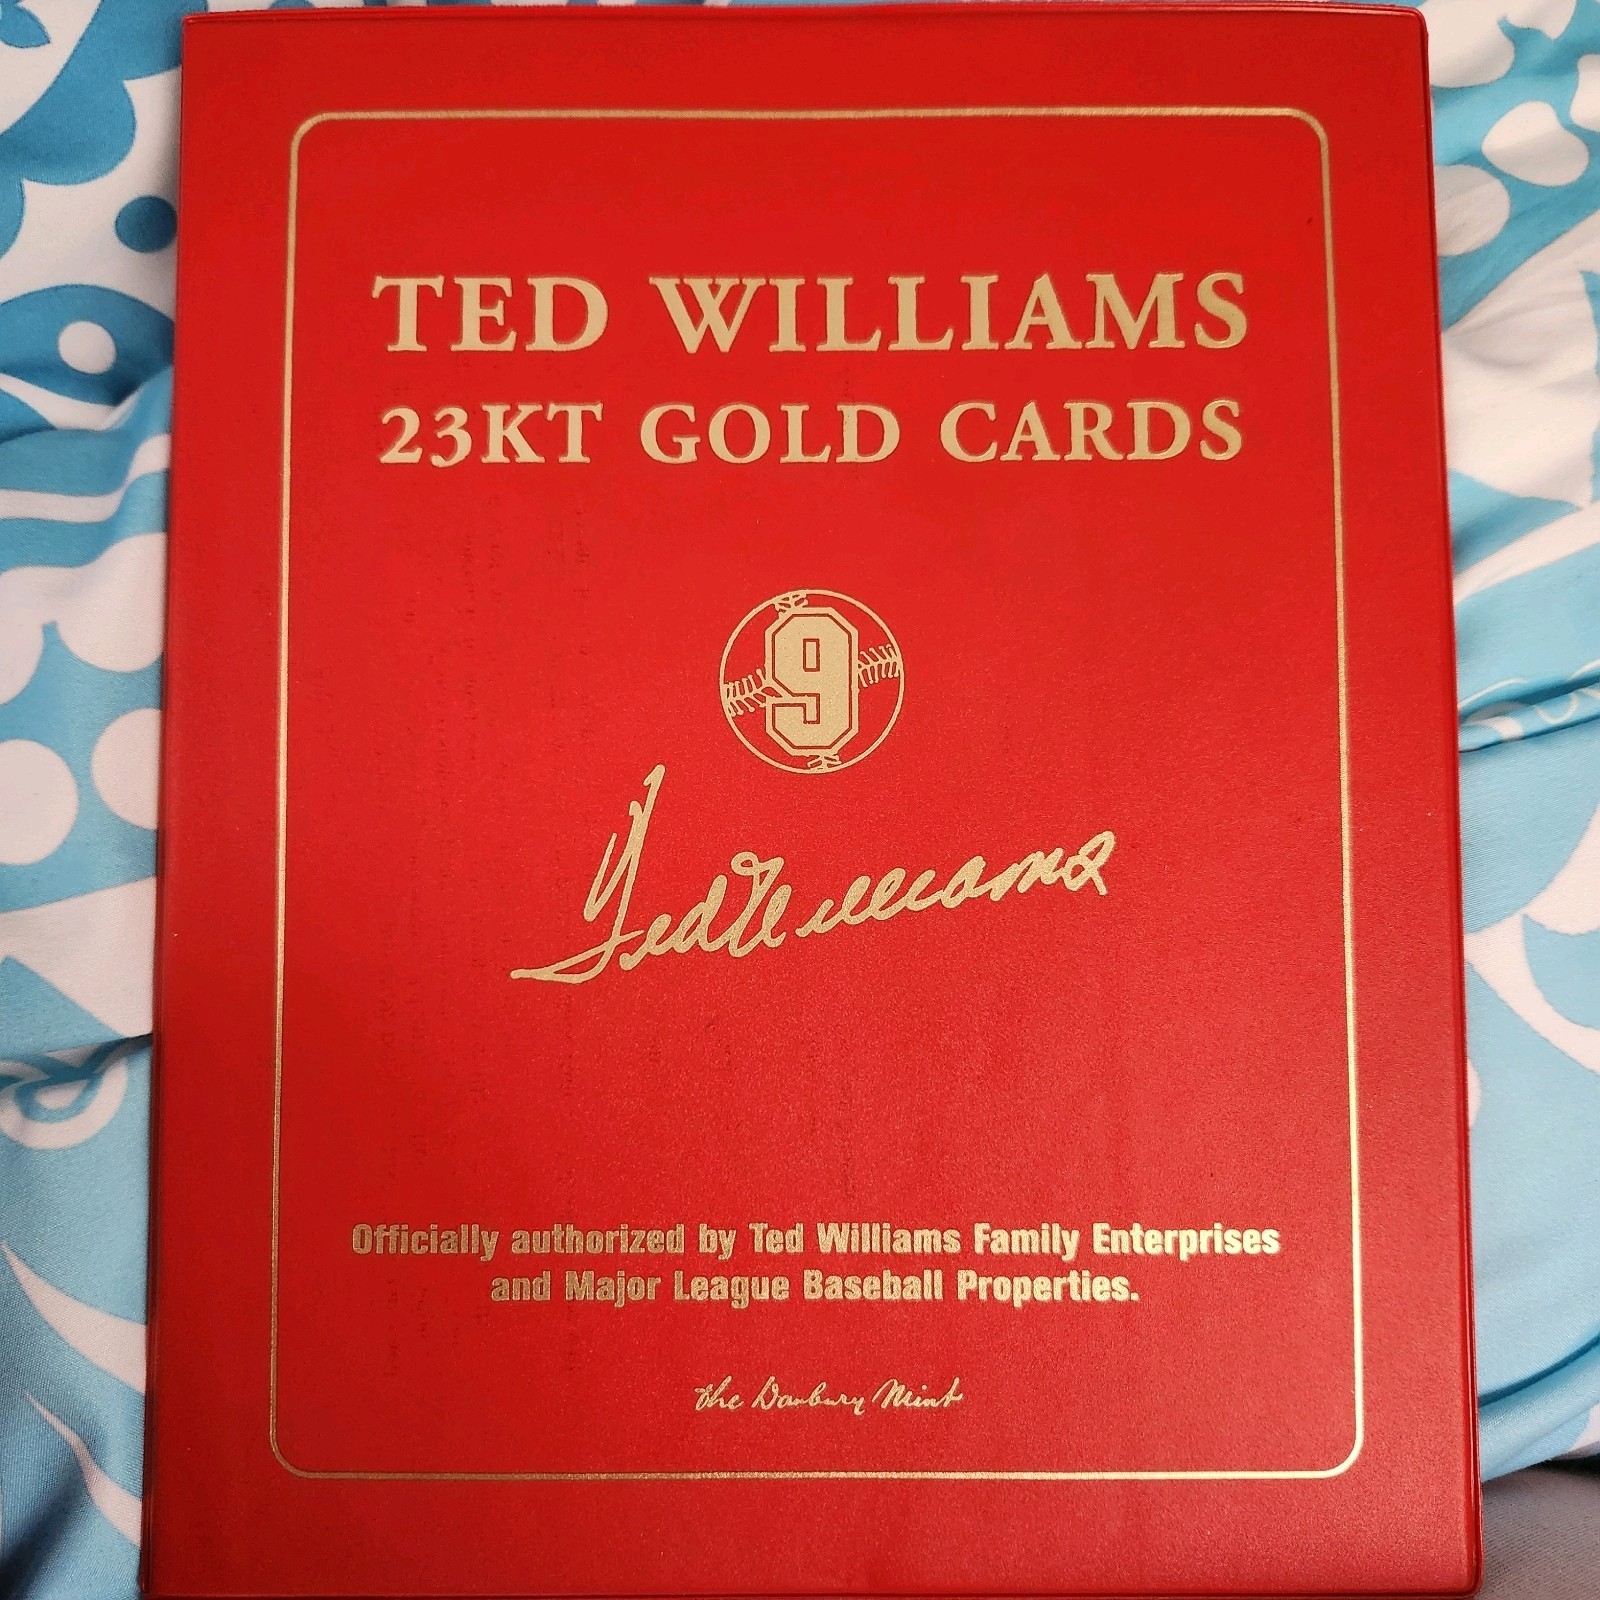 TED WILLIAMS
23KT GOLD CARDS
9
Ted Williams
Officially authorized by Ted Williams Family Enterprises
and Major League Baseball Properties.
The Danbury Mint